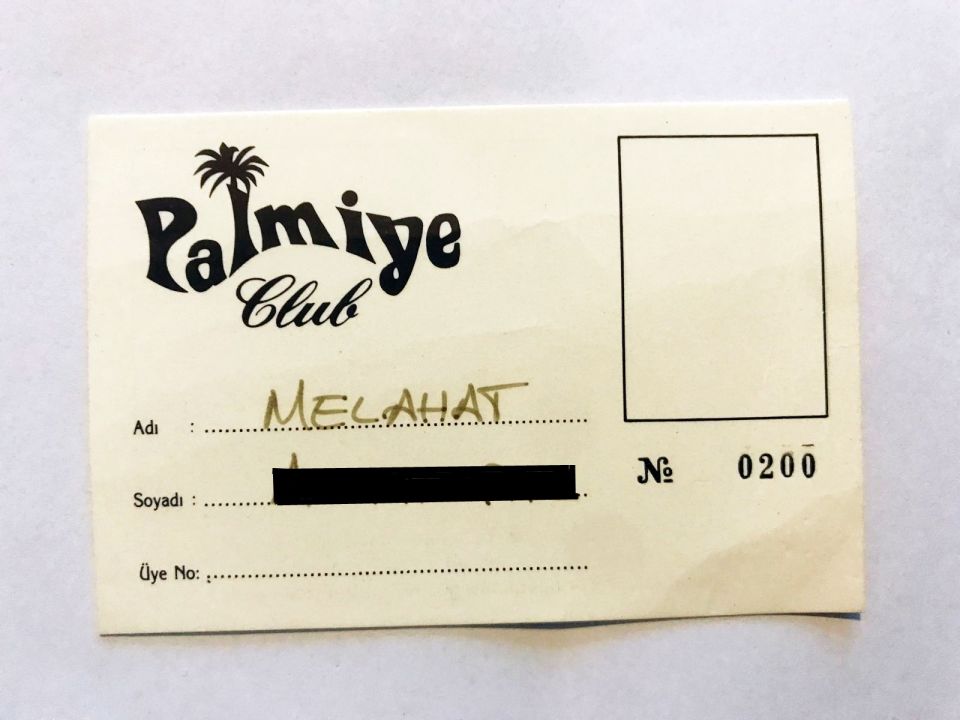 Palmiye
Club
Adı : MELAHAT
Soyadı :
Üye No:
№ 0200